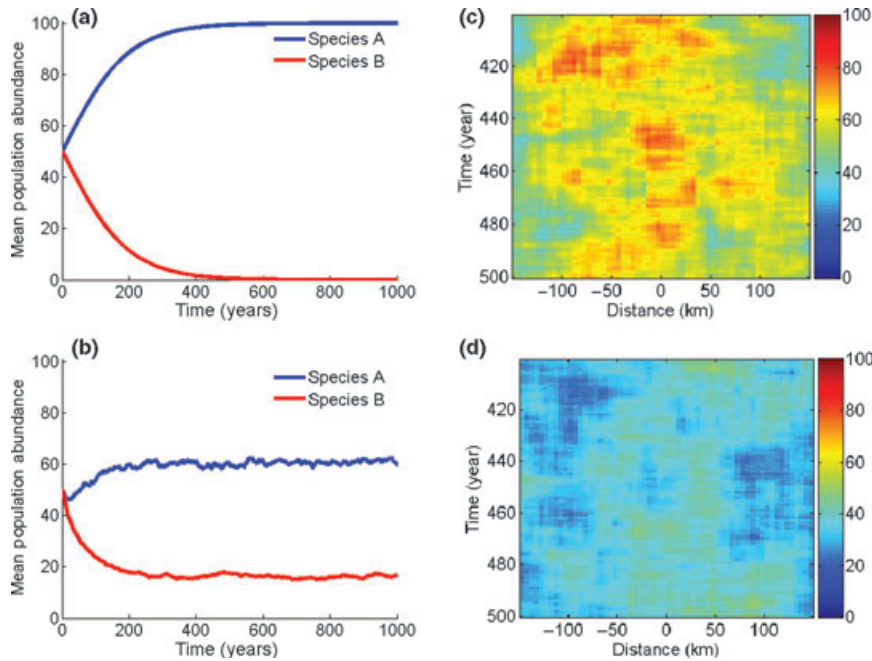 (a)
Mean population abundance
100
80
60
40
20
0
Species A
Species B
0 200 400 600 800 1000
Time (years)
(c)
Time (year)
420
440
460
480
500
−100 −50 0 50 100
Distance (km)
100
80
60
40
20
0
(b)
Mean population abundance
100
80
60
40
20
0
Species A
Species B
0 200 400 600 800 1000
Time (years)
(d)
Time (year)
420
440
460
480
500
−100 −50 0 50 100
Distance (km)
100
80
60
40
20
0